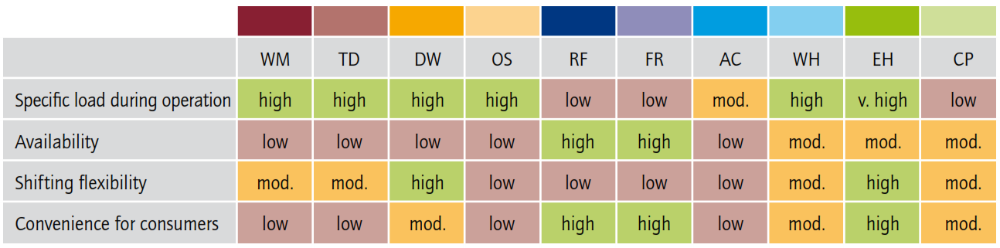 WM TD DW OS RF FR AC WH EH CP
Specific load during operation high high high high low low mod. high v. high low
Availability low low low low high high low mod. mod. mod.
Shifting flexibility mod. mod. high low low low low mod. high mod.
Convenience for consumers low low mod. low high high low mod. high mod.